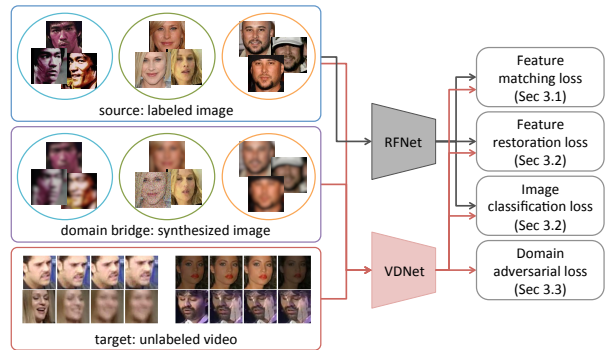 source: labeled image
domain bridge: synthesized image
target: unlabeled video
RFNet
VDNet
Feature
matching loss
(Sec 3.1)
Feature
restoration loss
(Sec 3.2)
Image
classification loss
(Sec 3.2)
Domain
adversarial loss
(Sec 3.3)